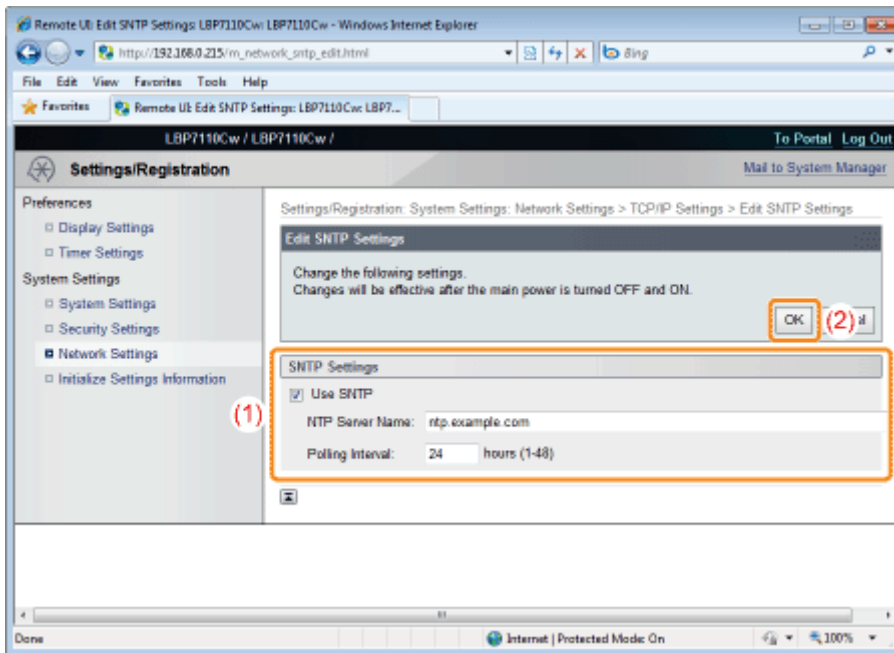 Remote UI: Edit SNTP Settings: LBP7110Cw: LBP7110Cw - Windows Internet Explorer
http://192.168.0.215/m_network_sntp_edit.html
Bing
File Edit View Favorites Tools Help
Favorites
Remote UI: Edit SNTP Settings: LBP7110Cw: LBP7...
LBP7110Cw / LBP7110Cw /
To Portal Log Out
Settings/Registration
Mail to System Manager
Preferences
Display Settings
Timer Settings
System Settings
System Settings
Security Settings
Network Settings
Initialize Settings Information
Settings/Registration: System Settings: Network Settings > TCP/IP Settings > Edit SNTP Settings
Edit SNTP Settings
Change the following settings.
Changes will be effective after the main power is turned OFF and ON.
OK
(2)
(1)
SNTP Settings
Use SNTP
NTP Server Name: ntp.example.com
Polling Interval: 24 hours (1-48)
Done
Internet | Protected Mode: On
100%